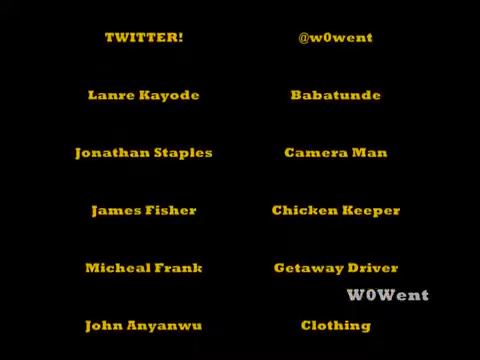 TWITTER! @w0went
Lanre Kayode Babatunde
Jonathan Staples Camera Man
James Fisher Chicken Keeper
Micheal Frank Getaway Driver
W0Went
John Anyanwu Clothing